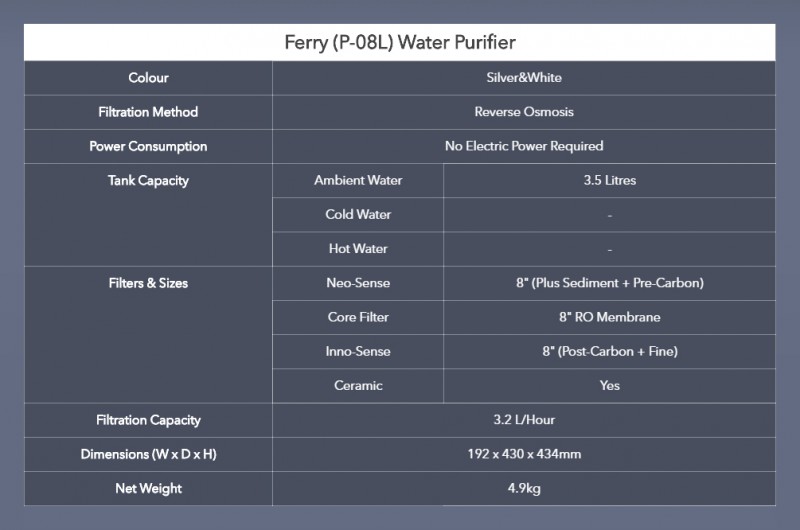 Ferry (P-08L) Water Purifier
Colour Silver&White
Filtration Method Reverse Osmosis
Power Consumption No Electric Power Required
Tank Capacity Ambient Water 3.5 Litres
Cold Water -
Hot Water -
Filters & Sizes Neo-Sense 8" (Plus Sediment + Pre-Carbon)
Core Filter 8" RO Membrane
Inno-Sense 8" (Post-Carbon + Fine)
Ceramic Yes
Filtration Capacity 3.2 L/Hour
Dimensions (W x D x H) 192 x 430 x 434mm
Net Weight 4.9kg